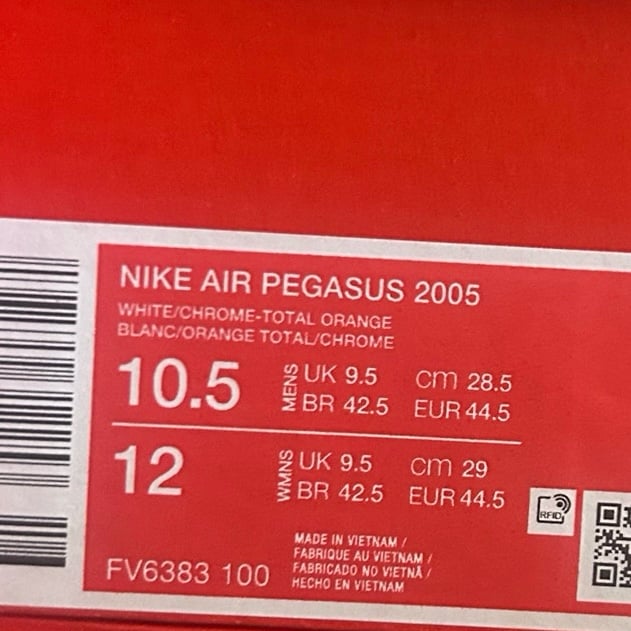 NIKE AIR PEGASUS 2005
WHITE/CHROME-TOTAL ORANGE
BLANC/ORANGE TOTAL/CHROME
10.5 MENS UK 9.5 cm 28.5
BR 42.5 EUR 44.5
12 WMNS UK 9.5 cm 29
BR 42.5 EUR 44.5
RFID
MADE IN VIETNAM /
FABRIQUE AU VIETNAM /
FABRICADO NO VIETNÃ /
HECHO EN VIETNAM
FV6383 100